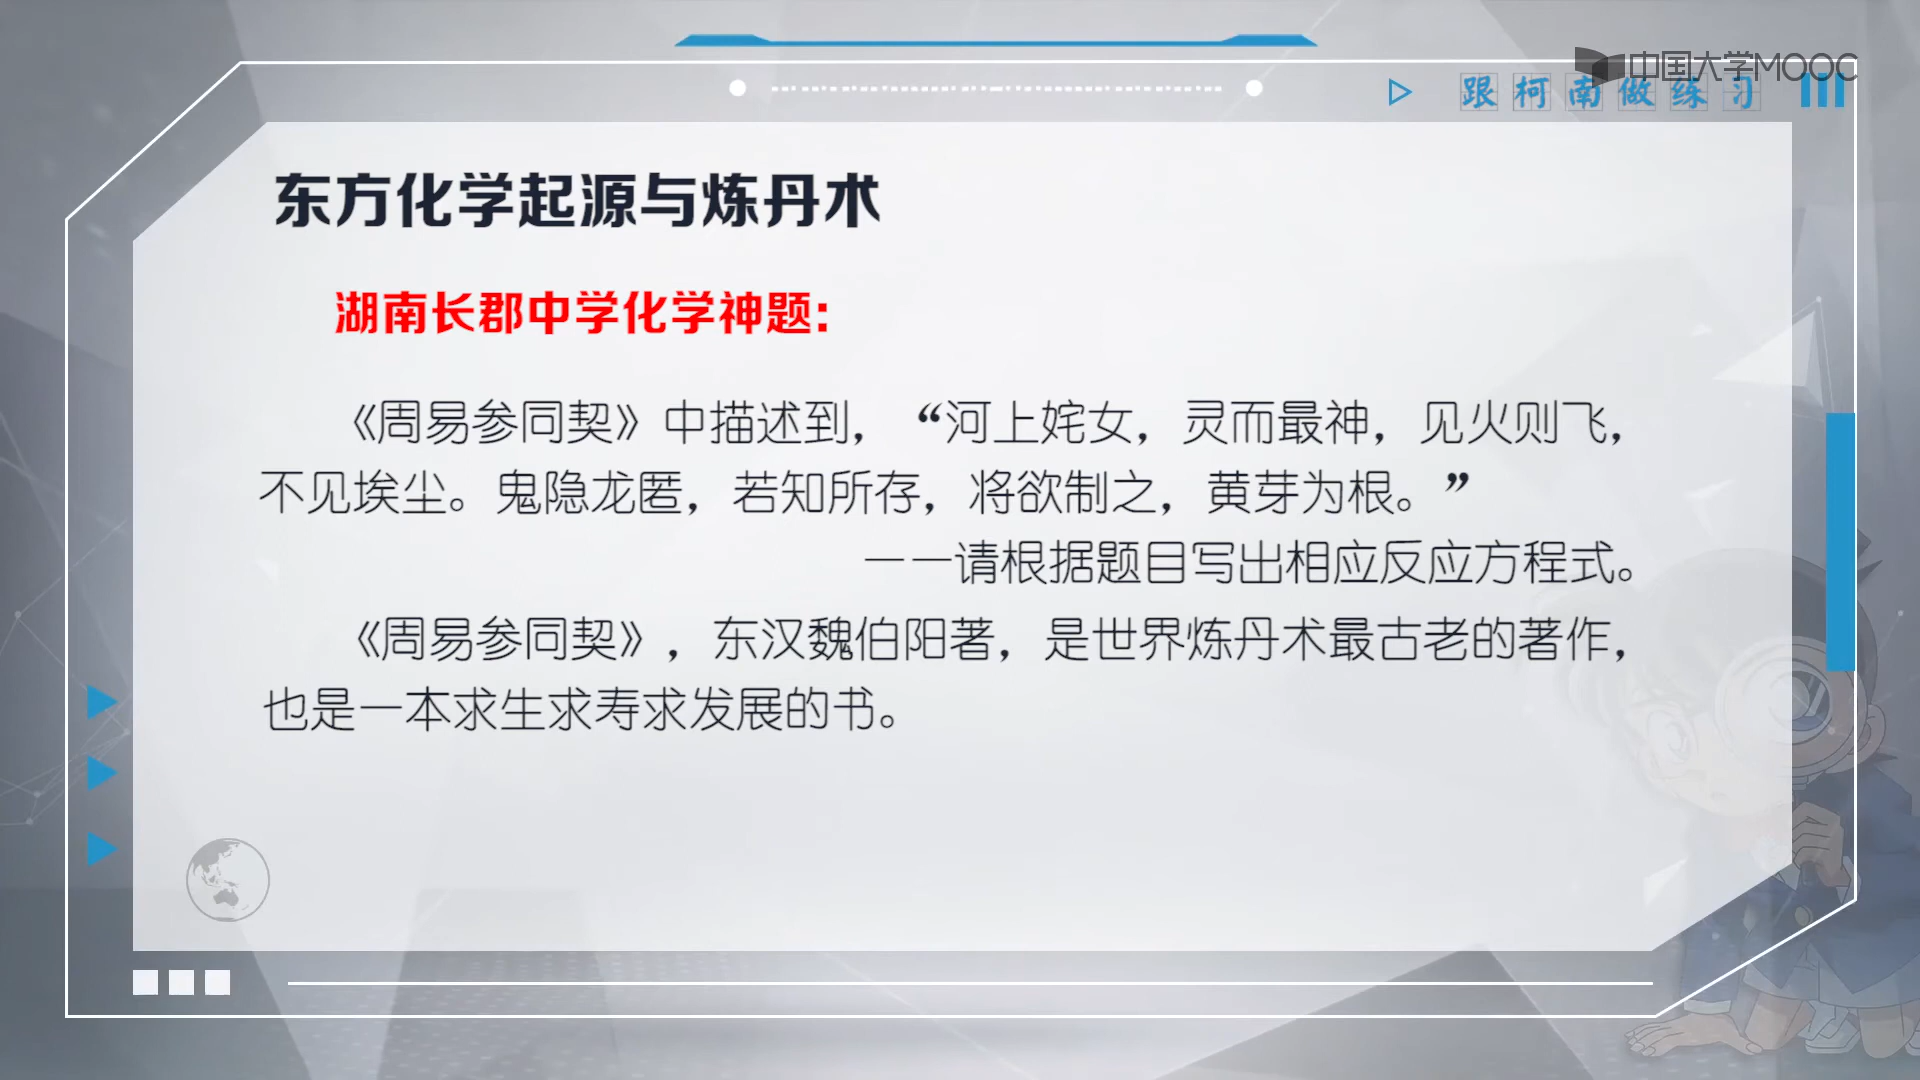 中国大学MOOC
跟柯南做练习
东方化学起源与炼丹术
湖南长郡中学化学神题:
《周易参同契》中描述到，“河上姹女，灵而最神，见火则飞，
不见埃尘。鬼隐龙匿，若知所存，将欲制之，黄芽为根。”
——请根据题目写出相应反应方程式。
《周易参同契》，东汉魏伯阳著，是世界炼丹术最古老的著作，
也是一本求生求寿求发展的书。